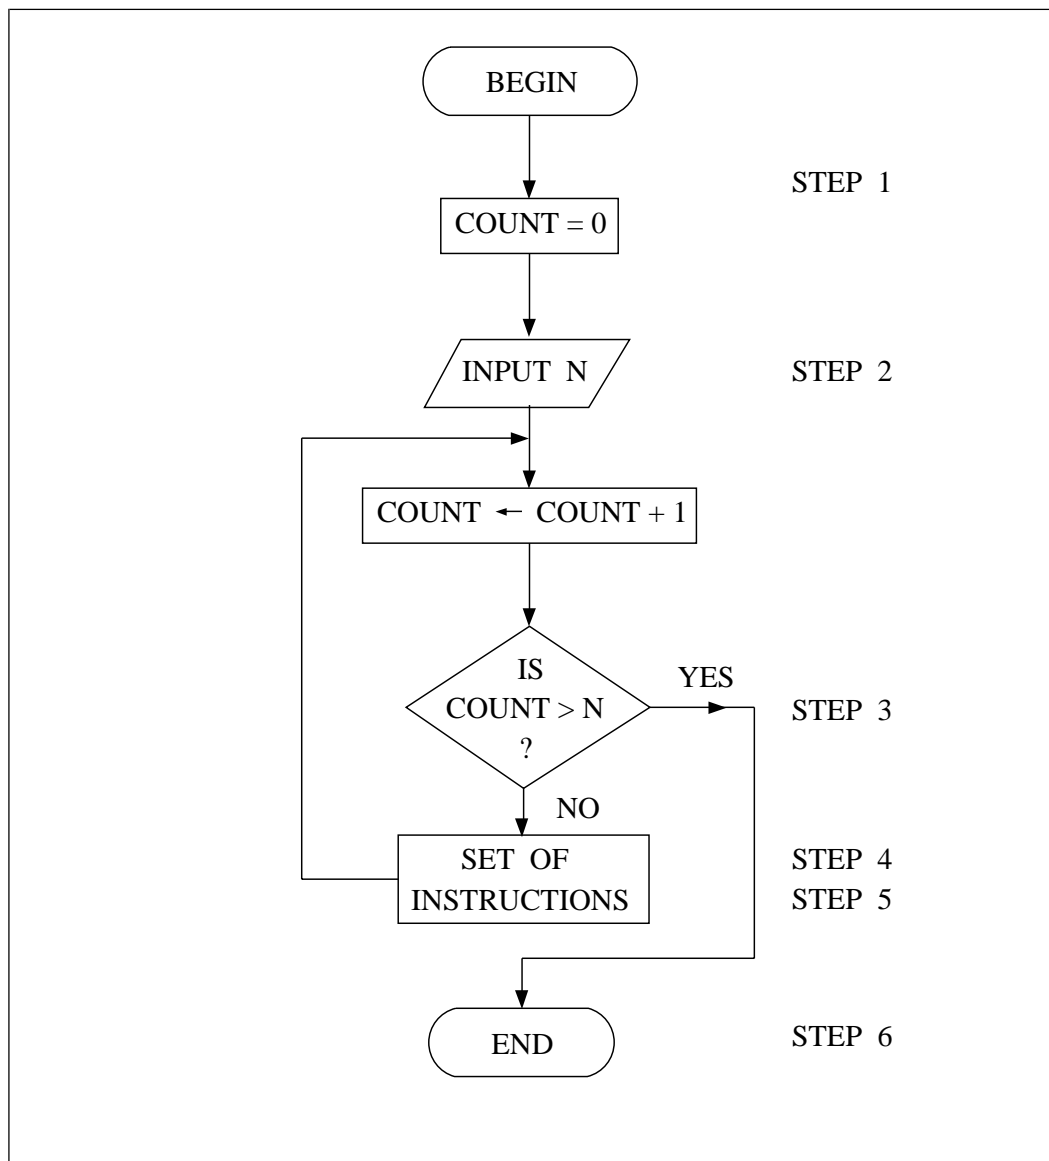 BEGIN
STEP 1
COUNT = 0
INPUT N
STEP 2
COUNT ← COUNT + 1
IS
COUNT > N
?
YES
STEP 3
NO
SET OF
INSTRUCTIONS
STEP 4
STEP 5
END
STEP 6